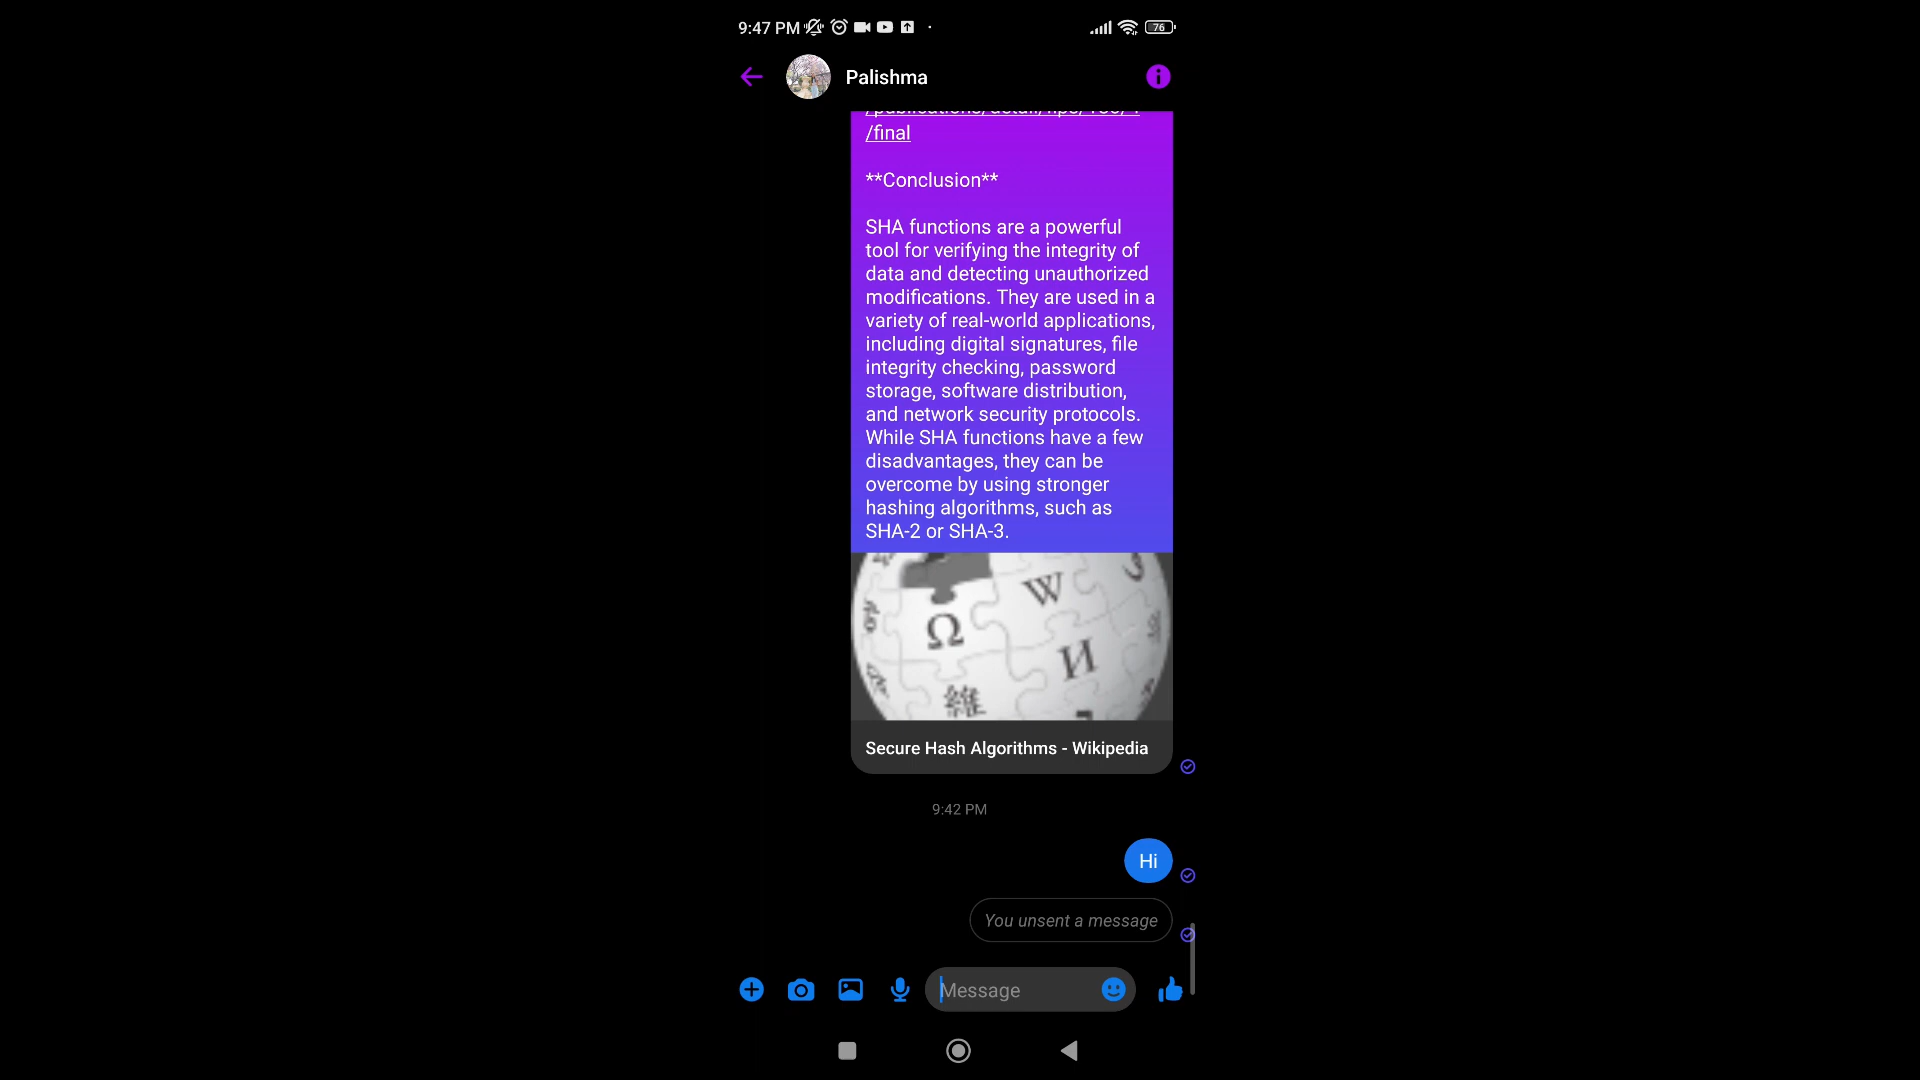 9:47 PM
76
Palishma
/final
**Conclusion**
SHA functions are a powerful
tool for verifying the integrity of
data and detecting unauthorized
modifications. They are used in a
variety of real-world applications,
including digital signatures, file
integrity checking, password
storage, software distribution,
and network security protocols.
While SHA functions have a few
disadvantages, they can be
overcome by using stronger
hashing algorithms, such as
SHA-2 or SHA-3.
W
Ω
И
維
Secure Hash Algorithms - Wikipedia
9:42 PM
Hi
You unsent a message
Message